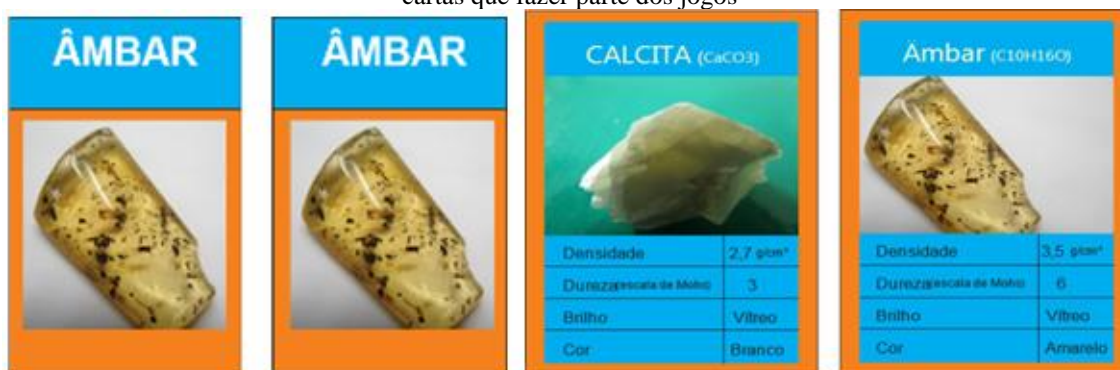 cartas que fazer parte dos jogos
ÂMBAR
ÂMBAR
CALCITA (CaCO3)
Densidade 2,7 g/cm³
Dureza(escala de Mohs) 3
Brilho Vítreo
Cor Branco
Âmbar (C10H16O)
Densidade 3,5 g/cm³
Dureza(escala de Mohs) 6
Brilho Vítreo
Cor Amarelo